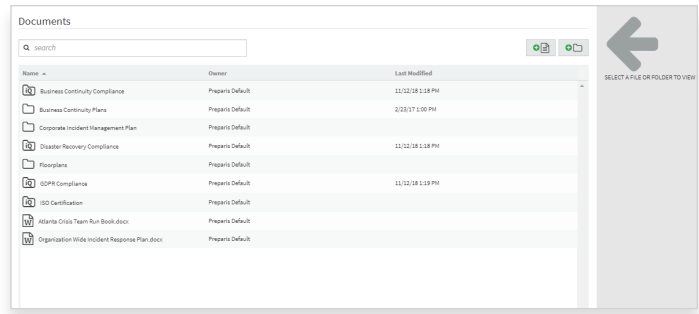 Documents
search
Name Owner Last Modified
iQ Business Continuity Compliance Preparis Default 11/12/18 1:18 PM
Business Continuity Plans Preparis Default 2/23/17 1:00 PM
Corporate Incident Management Plan Preparis Default
iQ Disaster Recovery Compliance Preparis Default 11/12/18 1:18 PM
Floorplans Preparis Default
iQ GDPR Compliance Preparis Default 11/12/18 1:19 PM
iQ ISO Certification Preparis Default
W Atlanta Crisis Team Run Book.docx Preparis Default
W Organization Wide Incident Response Plan.docx Preparis Default
SELECT A FILE OR FOLDER TO VIEW